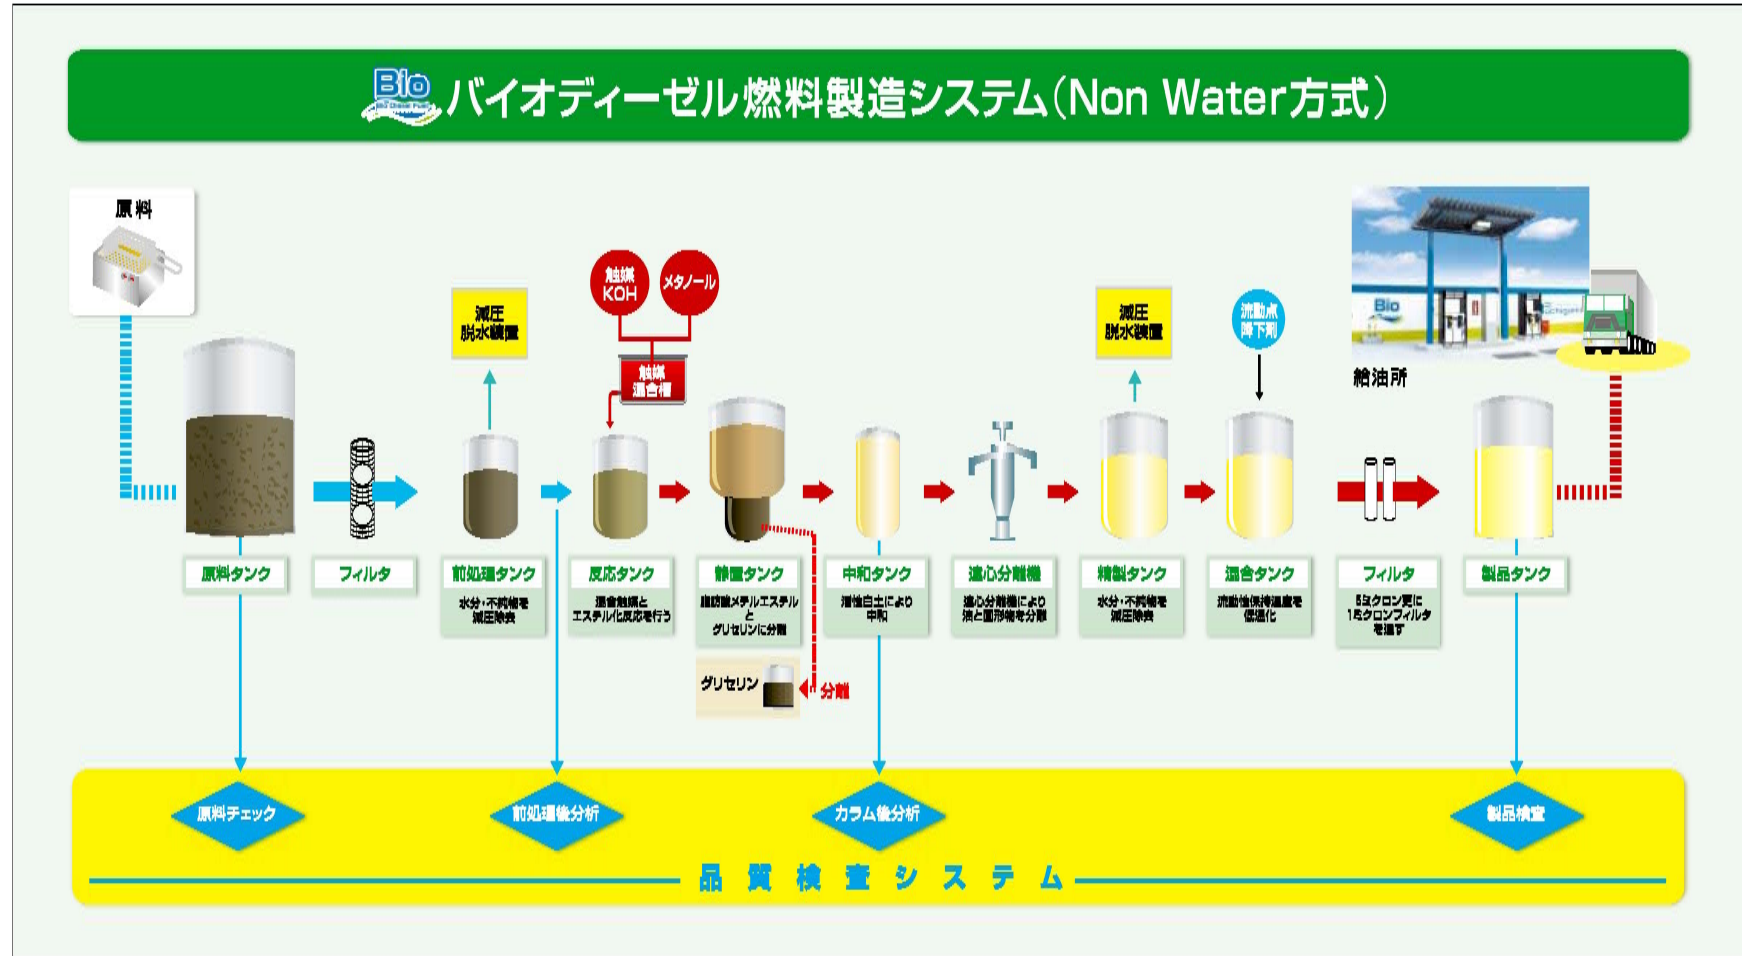 Bio
バイオディーゼル燃料製造システム(Non Water方式)
原料
触媒
KOH
メタノール
減圧
脱水装置
触媒
混合槽
減圧
脱水装置
流動点
降下剤
Bio
給油所
原料タンク
フィルタ
前処理タンク
水分・不純物を
減圧除去
反応タンク
混合触媒と
エステル化反応を行う
静置タンク
脂肪酸メチルエステル
と
グリセリンに分離
中和タンク
活性白土により
中和
遠心分離機
遠心分離機により
油と固形物を分離
精製タンク
水分・不純物を
減圧除去
混合タンク
流動性保持温度を
低温化
フィルタ
5ミクロン更に
1ミクロンフィルタ
を通す
製品タンク
グリセリン
分離
原料チェック
前処理後分析
カラム後分析
製品検査
品質検査システム